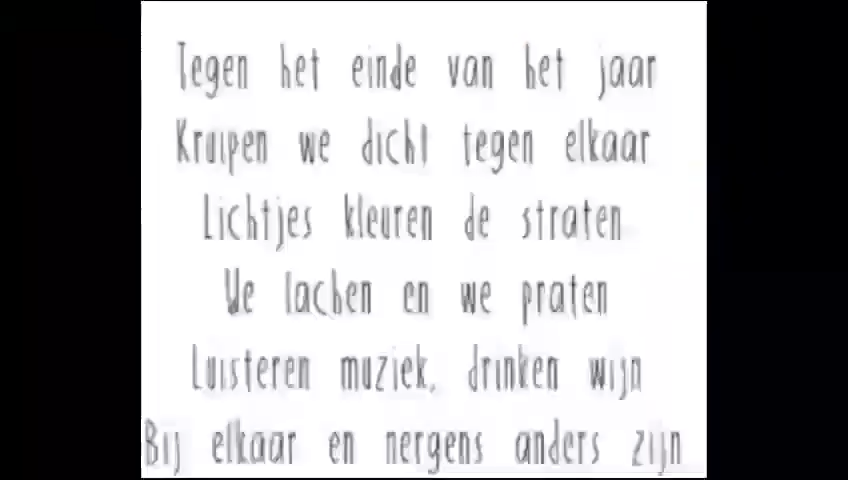 Tegen het einde van het jaar
Kruipen we dicht tegen elkaar
Lichtjes kleuren de straten
We lachen en we praten
Luisteren muziek, drinken wijn
Bij elkaar en nergens anders zijn